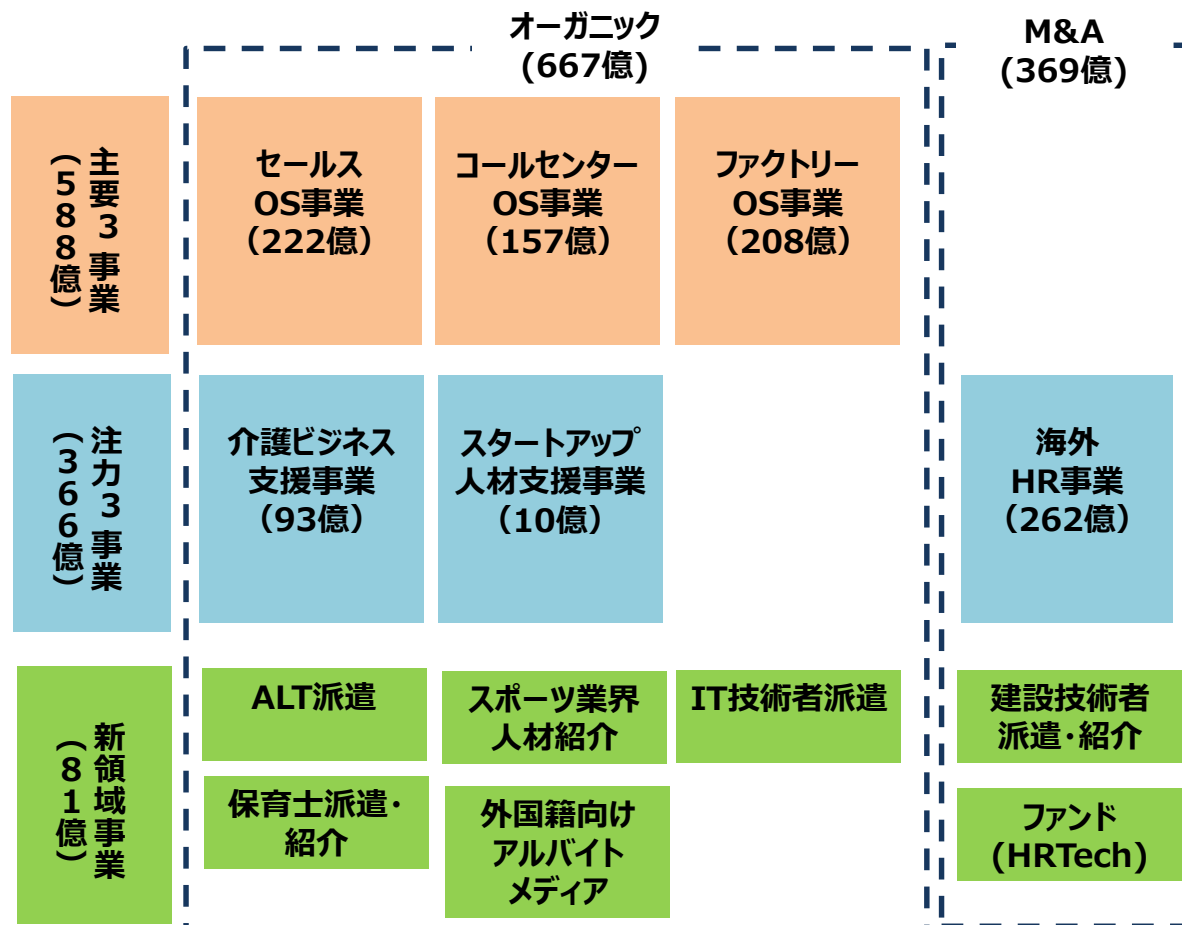 オーガニック
(667億)
M&A
(369億)
主要3事業
(588億)
セールス
OS事業
（222億）
コールセンター
OS事業
（157億）
ファクトリー
OS事業
（208億）
注力3事業
(366億)
介護ビジネス
支援事業
（93億）
スタートアップ
人材支援事業
（10億）
海外
HR事業
（262億）
新領域事業
(81億)
ALT派遣
スポーツ業界
人材紹介
IT技術者派遣
建設技術者
派遣･紹介
保育士派遣･
紹介
外国籍向け
アルバイト
メディア
ファンド
(HRTech)